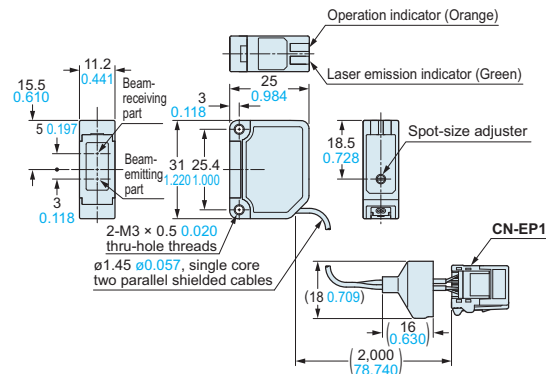 Operation indicator (Orange)
Laser emission indicator (Green)
11.2
0.441
25
0.984
15.5
0.610
Beam-
receiving
part
3
0.118
5 0.197
18.5
0.728
Spot-size adjuster
Beam-
emitting
part
31
1.220
25.4
1.000
3
0.118
2-M3 × 0.5 0.020
thru-hole threads
ø1.45 ø0.057, single core
two parallel shielded cables
CN-EP1
(18 0.709)
(16
0.630)
(2,000
78.740)